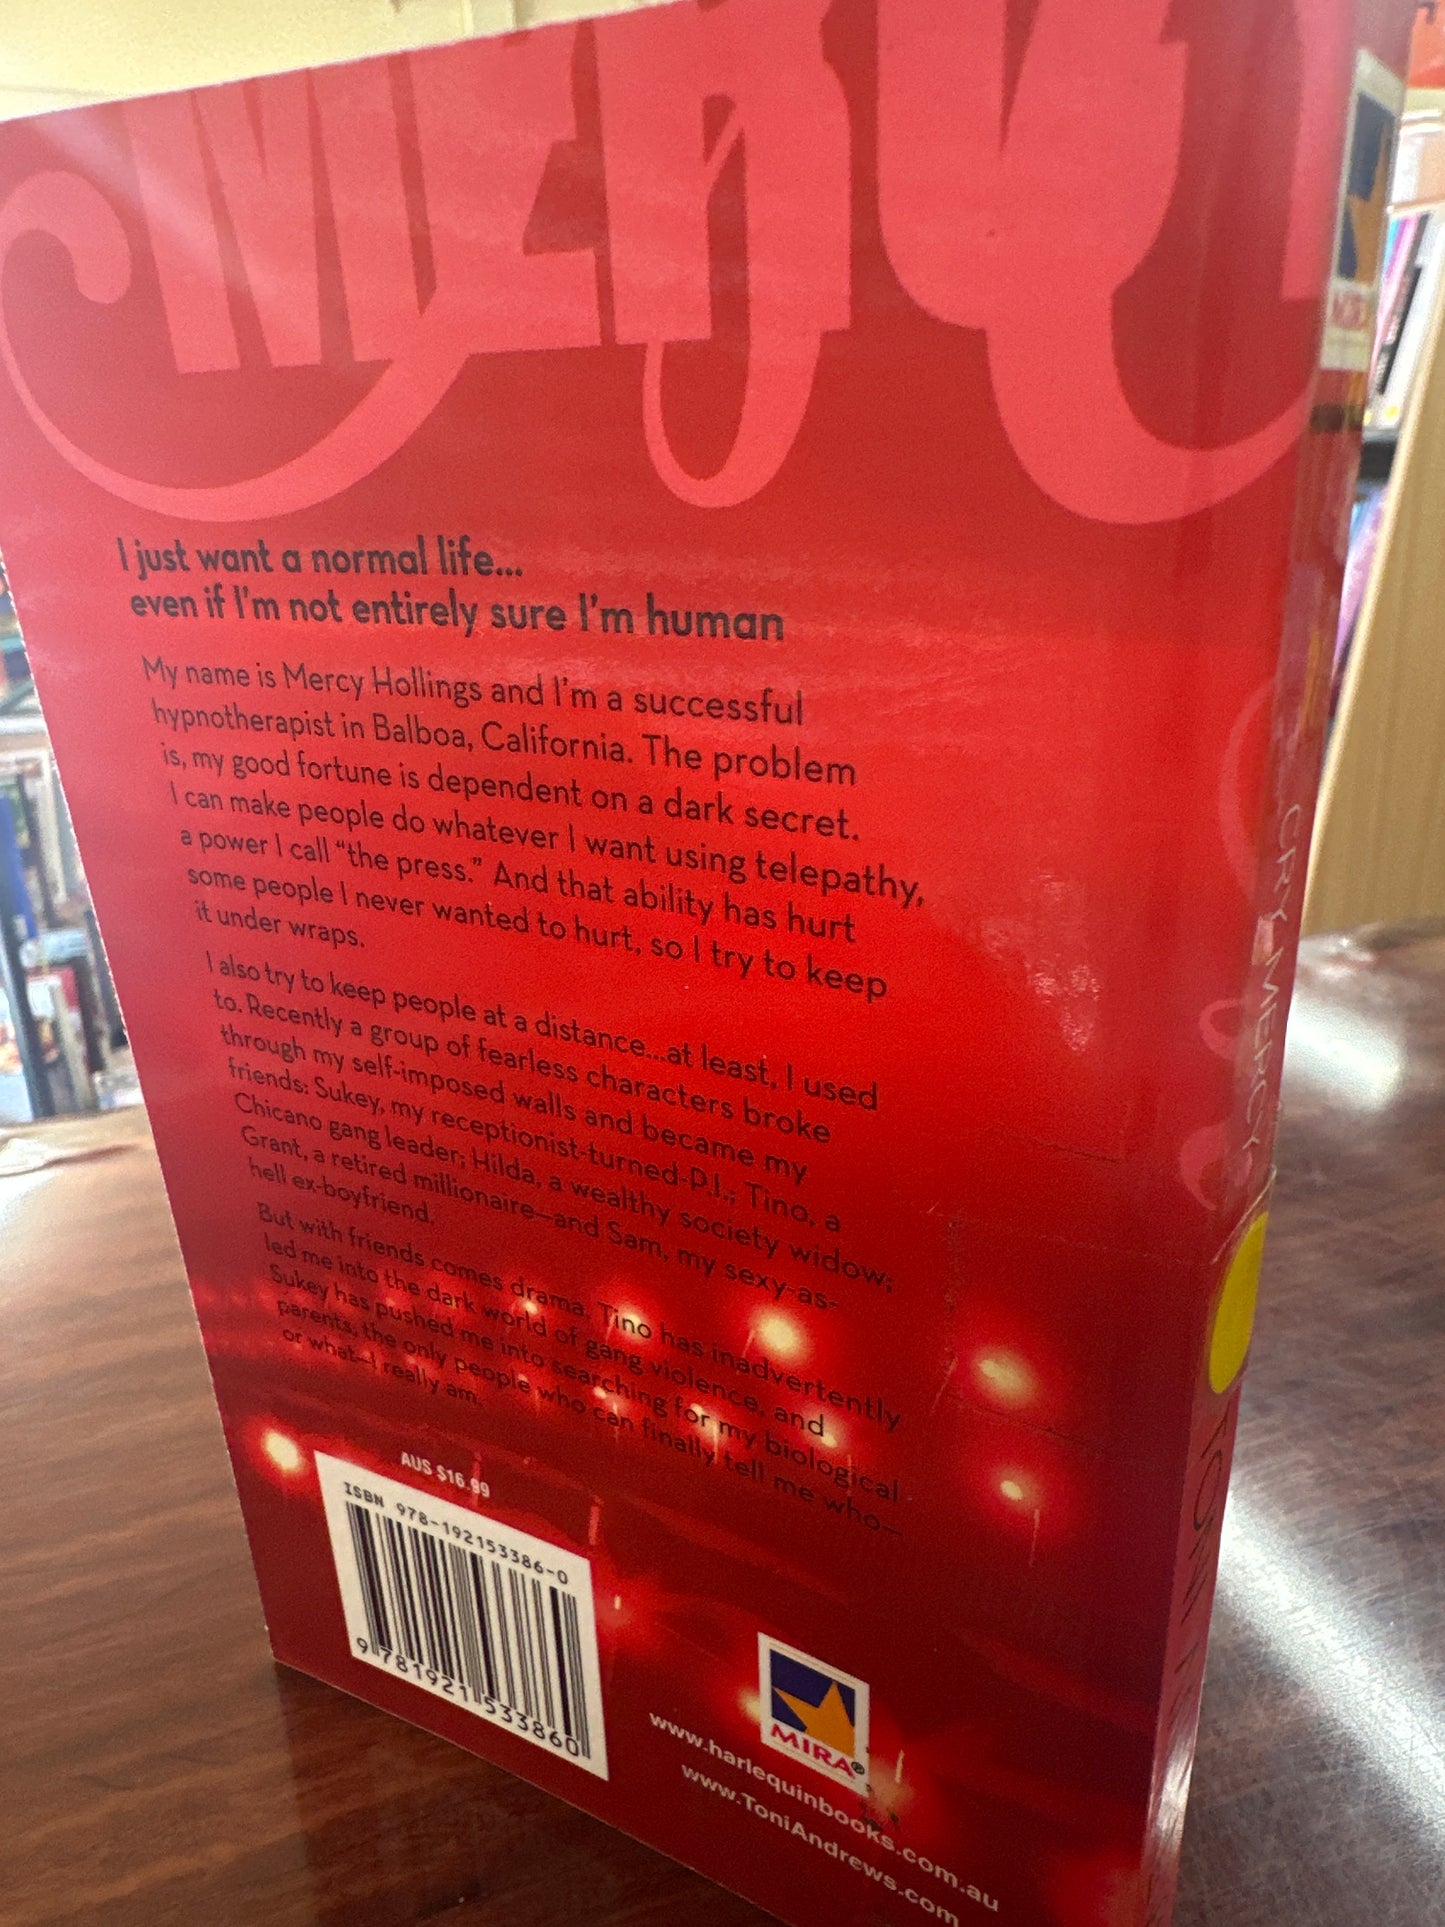 MERCY
I just want a normal life...
even if I'm not entirely sure I'm human
My name is Mercy Hollings and I'm a successful
hypnotherapist in Balboa, California. The problem
is, my good fortune is dependent on a dark secret.
I can make people do whatever I want using telepathy,
a power I call “the press.” And that ability has hurt
some people I never wanted to hurt, so I try to keep
it under wraps.
I also try to keep people at a distance...at least, I used
to. Recently a group of fearless characters broke
through my self-imposed walls and became my
friends: Sukey, my receptionist-turned-P.I.; Tino, a
Chicano gang leader; Hilda, a wealthy society widow;
Grant, a retired millionaire—and Sam, my sexy-as-
hell ex-boyfriend.
But with friends comes drama. Tino has inadvertently
led me into the dark world of gang violence, and
Sukey has pushed me into searching for my biological
parents, the only people who can finally tell me who—
or what—I really am.
AUS $16.99
ISBN 978-192153386-0
9 781921 533860
MIRA®
www.harlequinbooks.com.au
www.ToniAndrews.com
MIRA
CRY MERCY
TONI